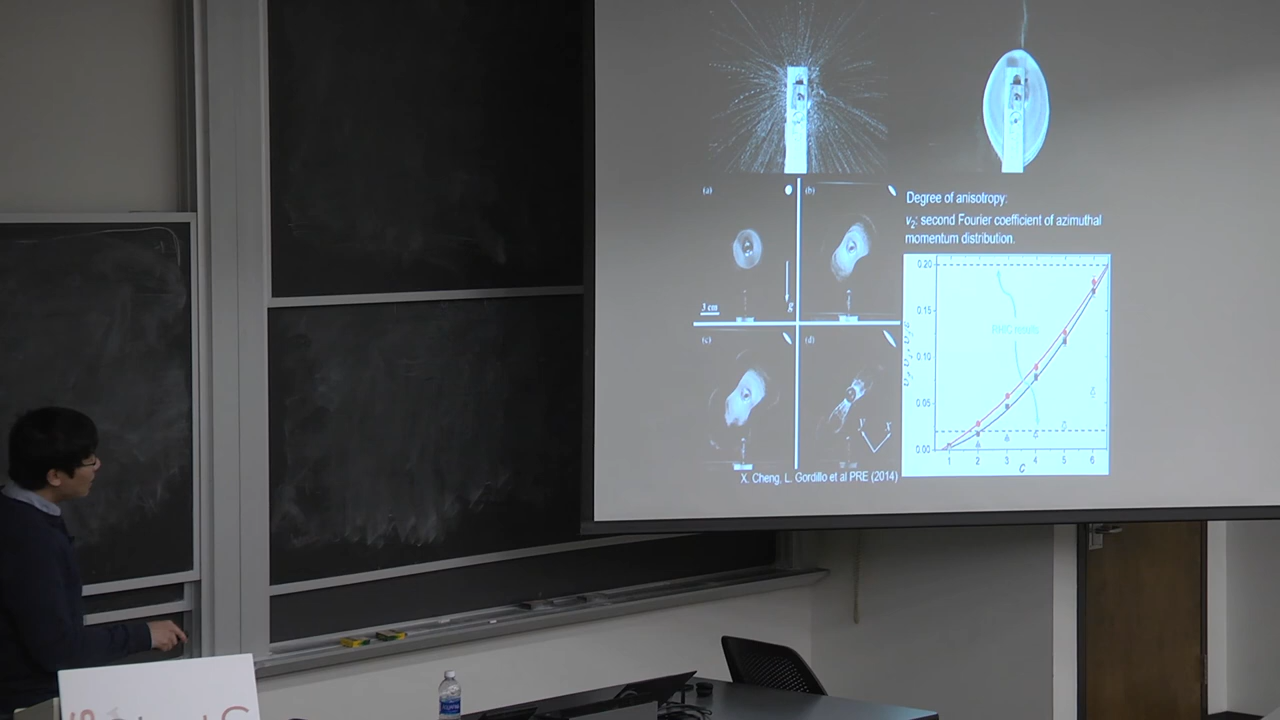 (a)
(b)
Degree of anisotropy:
v2: second Fourier coefficient of azimuthal
momentum distribution.
3 cm
g
(c)
(d)
y
x
0.20
0.15
0.10
0.05
0.00
RHIC results
1 2 3 4 5 6
C
X. Cheng, L. Gordillo et al PRE (2014)